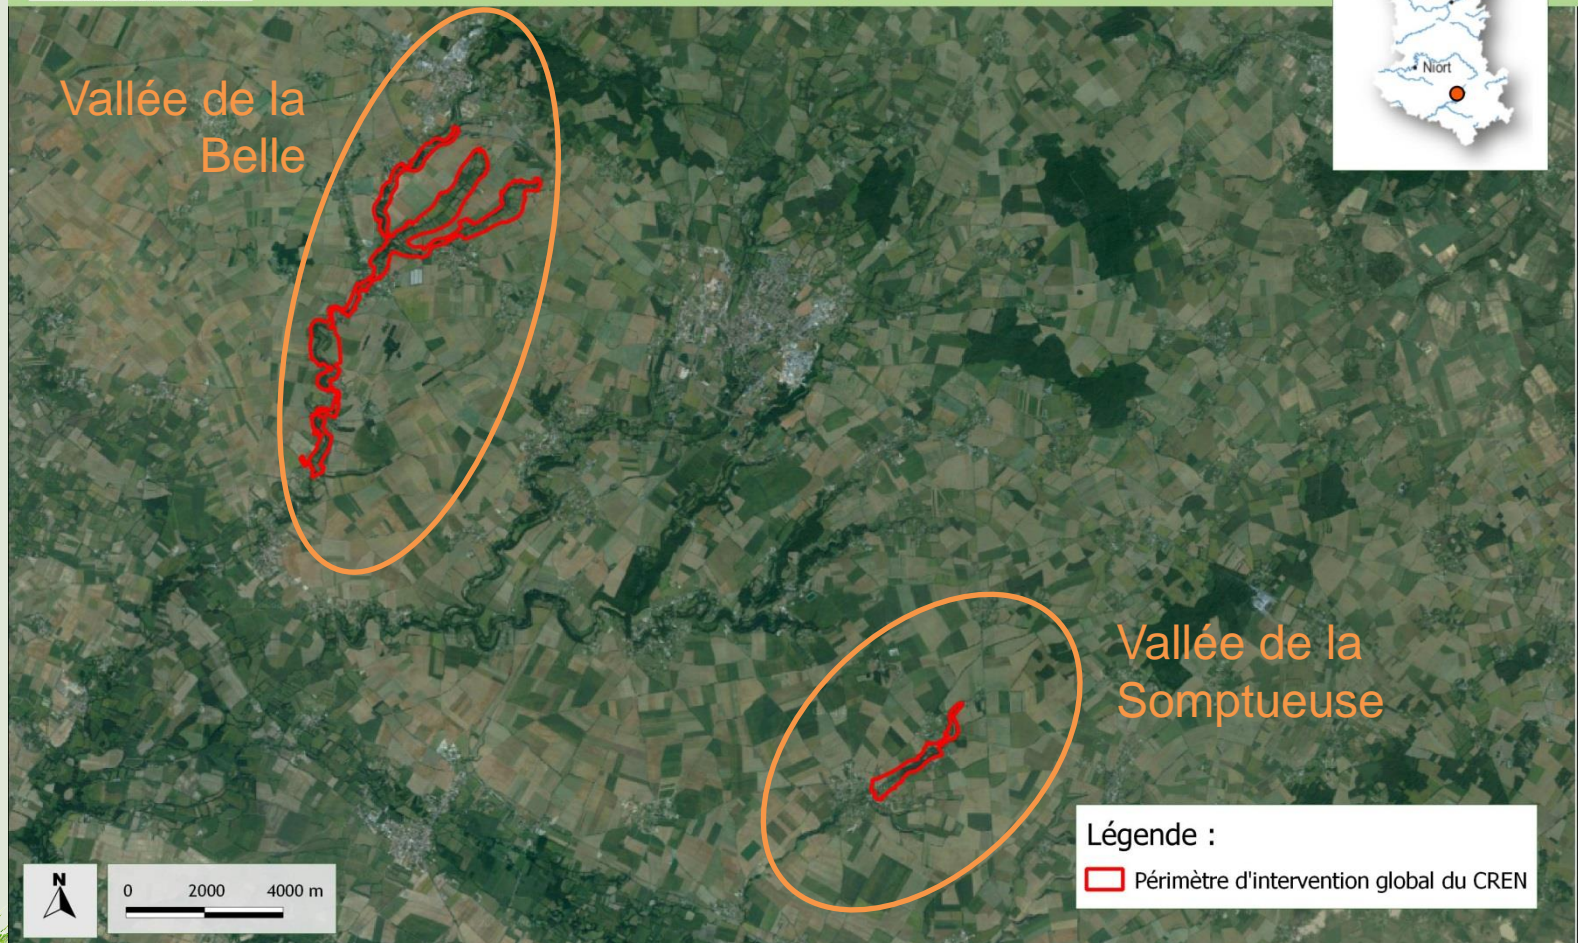 Niort
Vallée de la
Belle
Vallée de la
Somptueuse
Légende :
Périmètre d'intervention global du CREN
N
0 2000 4000 m